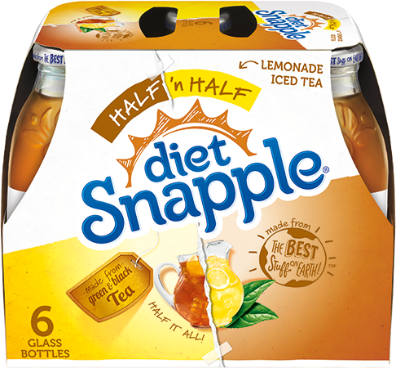 HALF 'n HALF
LEMONADE
ICED TEA
diet
Snapple®
made from
green & black
Tea
made from
THE BEST
Stuff on EARTH!™
HALF IT ALL!
6
GLASS
BOTTLES